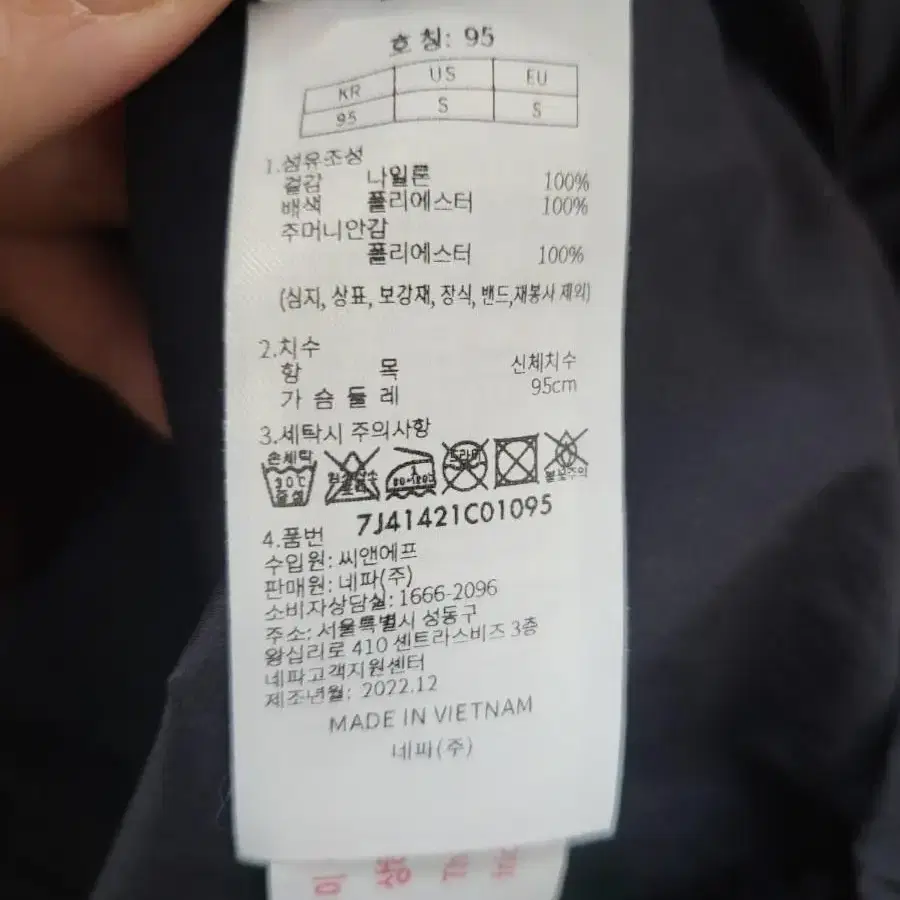 호 칭: 95
KR US EU
95 S S
1.섬유조성
겉감 나일론 100%
배색 폴리에스터 100%
주머니안감
폴리에스터 100%
(심지, 상표, 보강재, 장식, 밴드,재봉사 제외)
2.치수
항 목 신체치수
가 슴 둘 레 95cm
3.세탁시 주의사항
손세탁
30℃
중성
80~120℃
드라이
4.품번 7J41421C01095
수입원: 씨앤에프
판매원: 네파(주)
소비자상담실: 1666-2096
주소: 서울특별시 성동구
왕십리로 410 센트라스비즈 3층
네파고객지원센터
제조년월: 2022.12
MADE IN VIETNAM
네파(주)